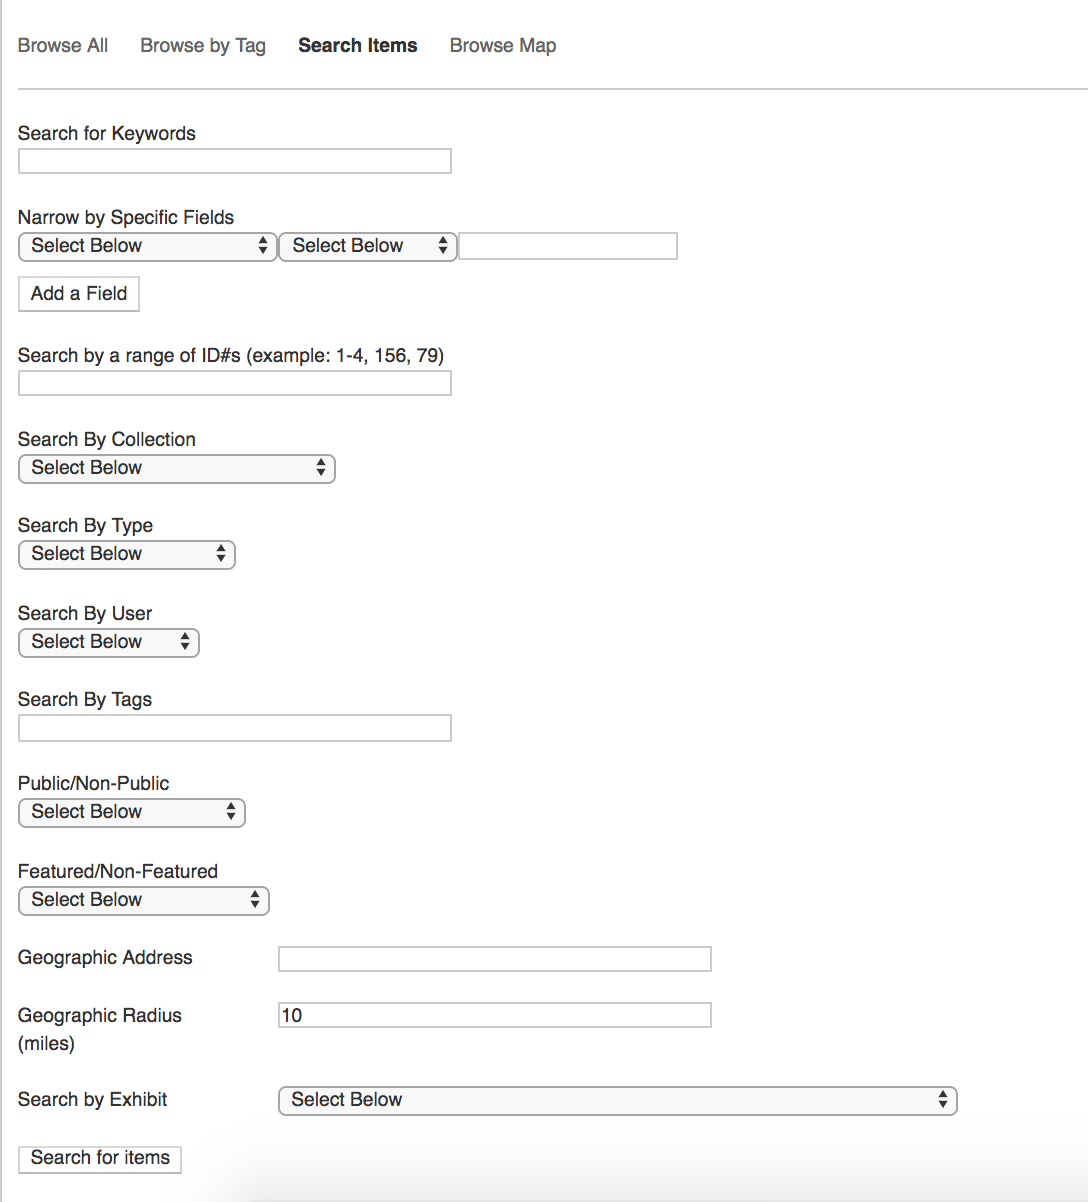 Browse All Browse by Tag Search Items Browse Map
Search for Keywords
Narrow by Specific Fields
Select Below Select Below
Add a Field
Search by a range of ID#s (example: 1-4, 156, 79)
Search By Collection
Select Below
Search By Type
Select Below
Search By User
Select Below
Search By Tags
Public/Non-Public
Select Below
Featured/Non-Featured
Select Below
Geographic Address
Geographic Radius 10
(miles)
Search by Exhibit Select Below
Search for items